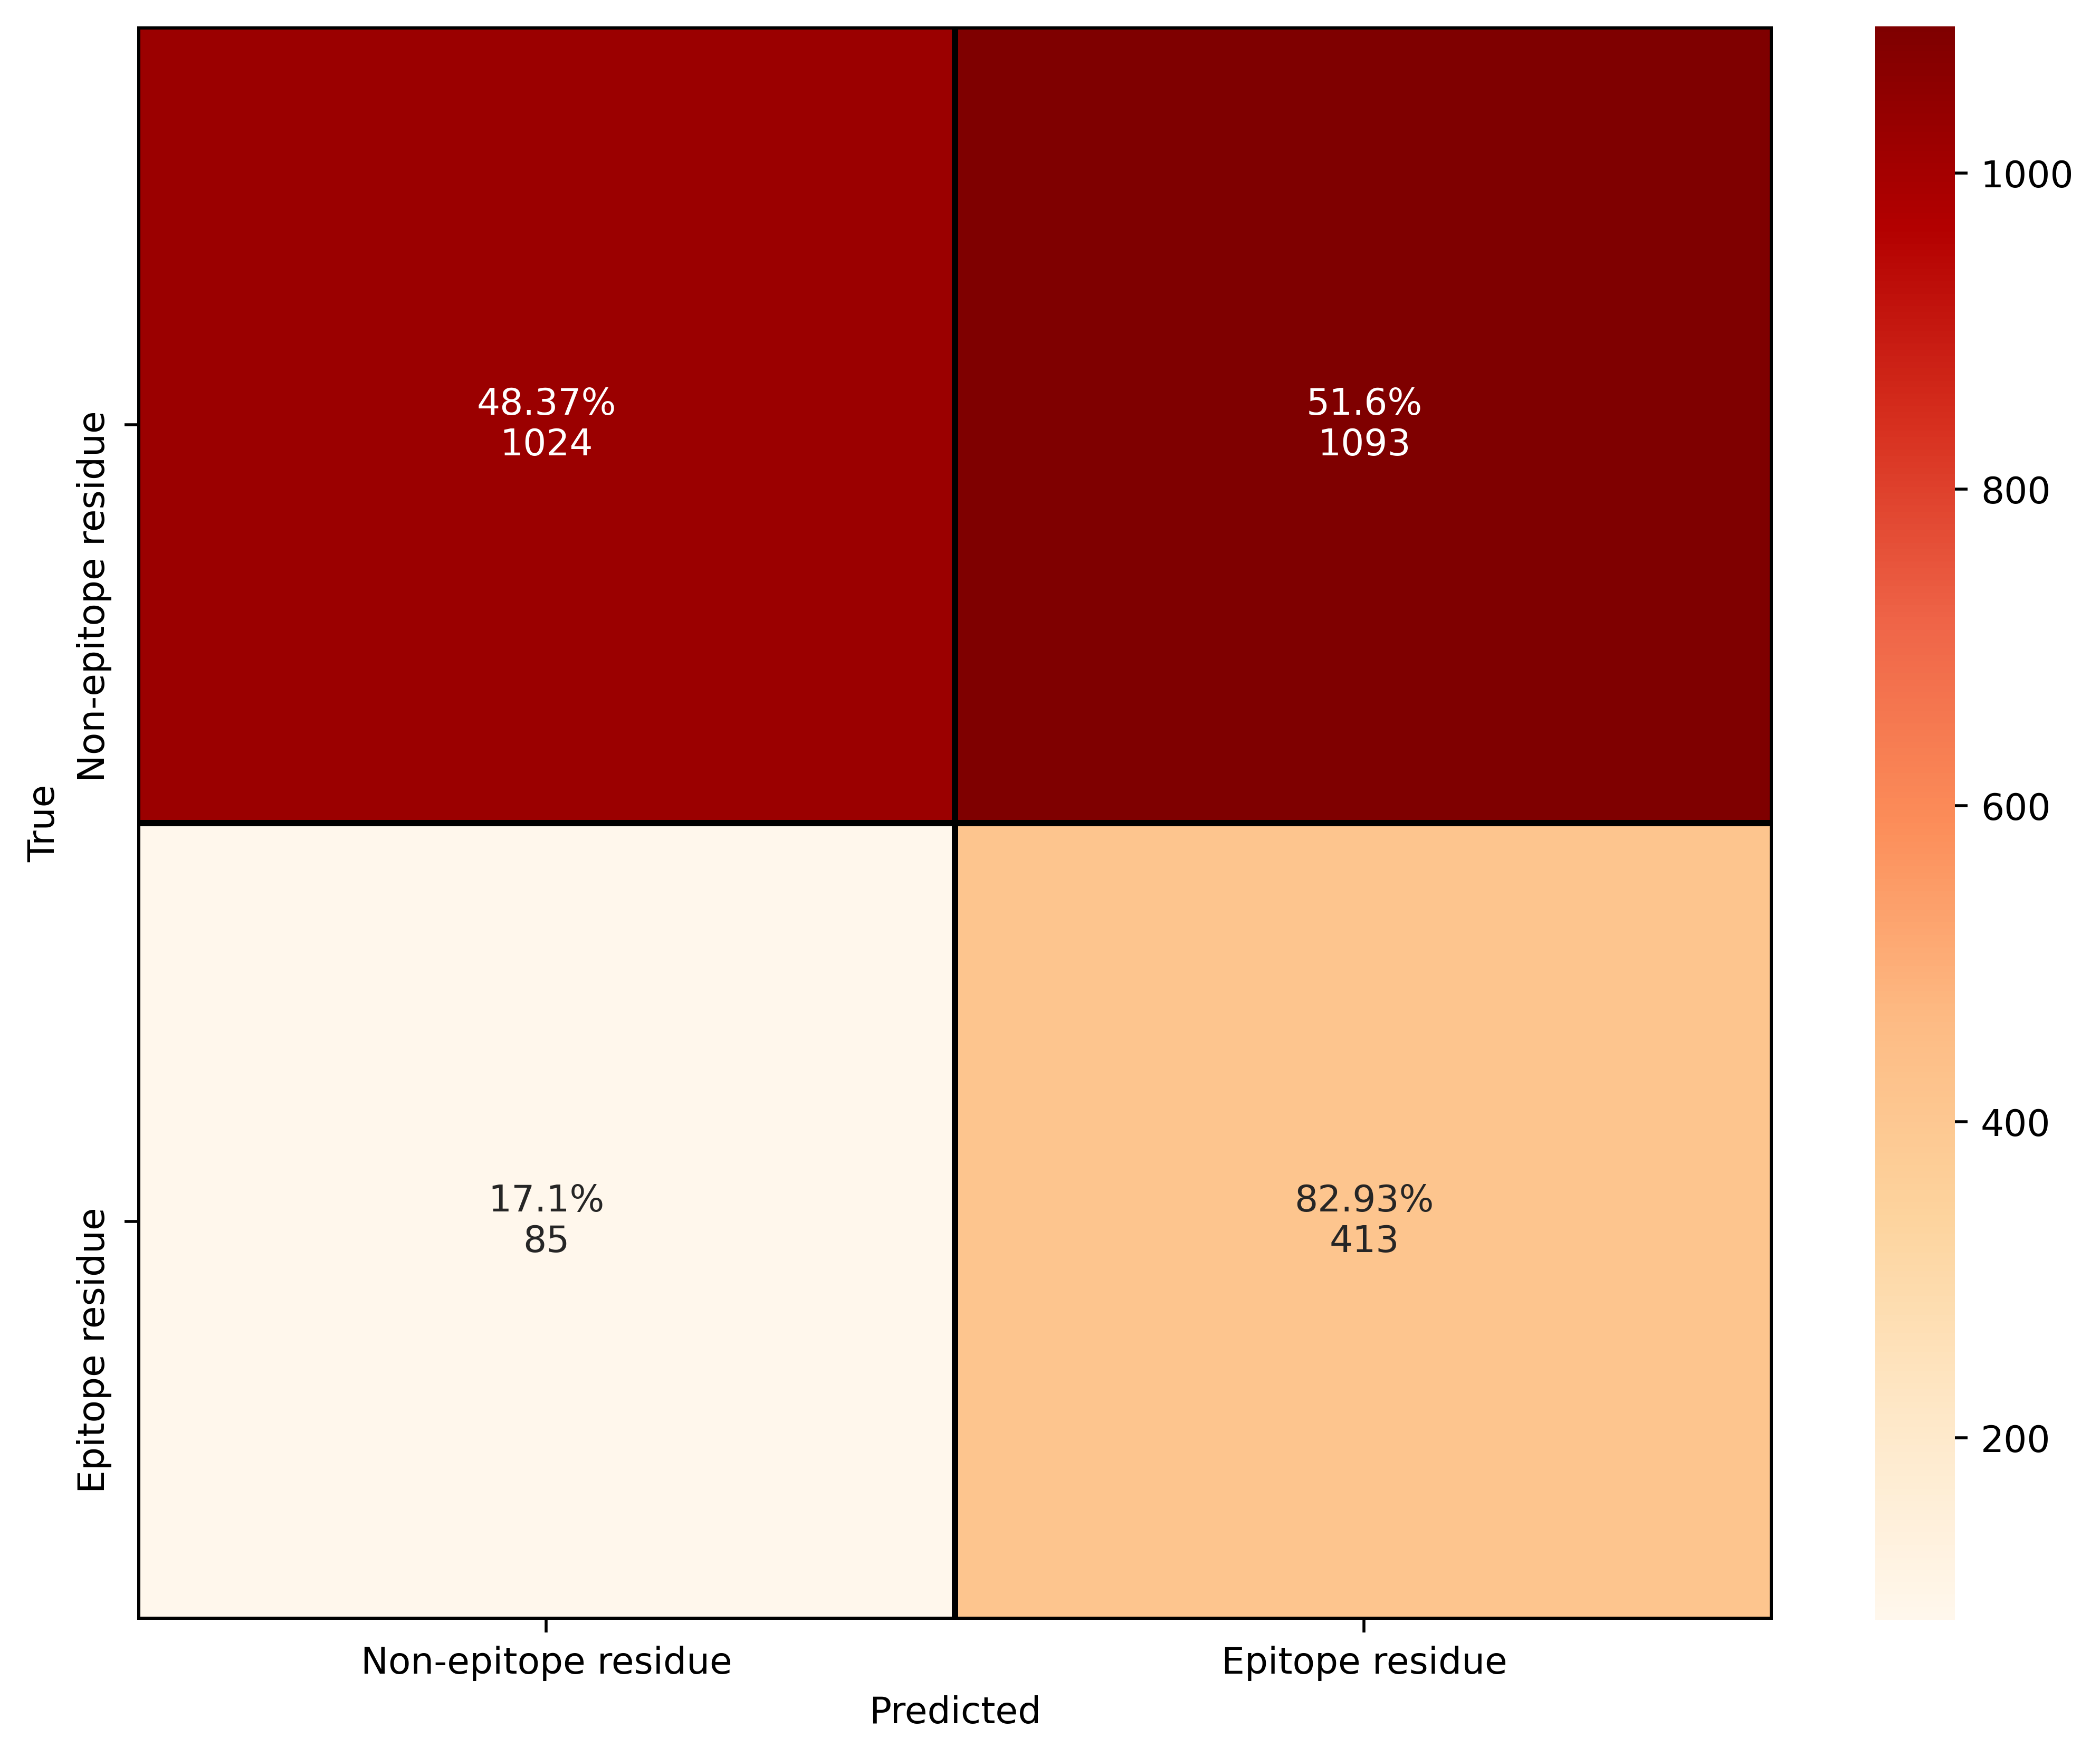 True
Non-epitope residue
Epitope residue
48.37%
1024
51.6%
1093
17.1%
85
82.93%
413
Non-epitope residue
Epitope residue
Predicted
1000
800
600
400
200